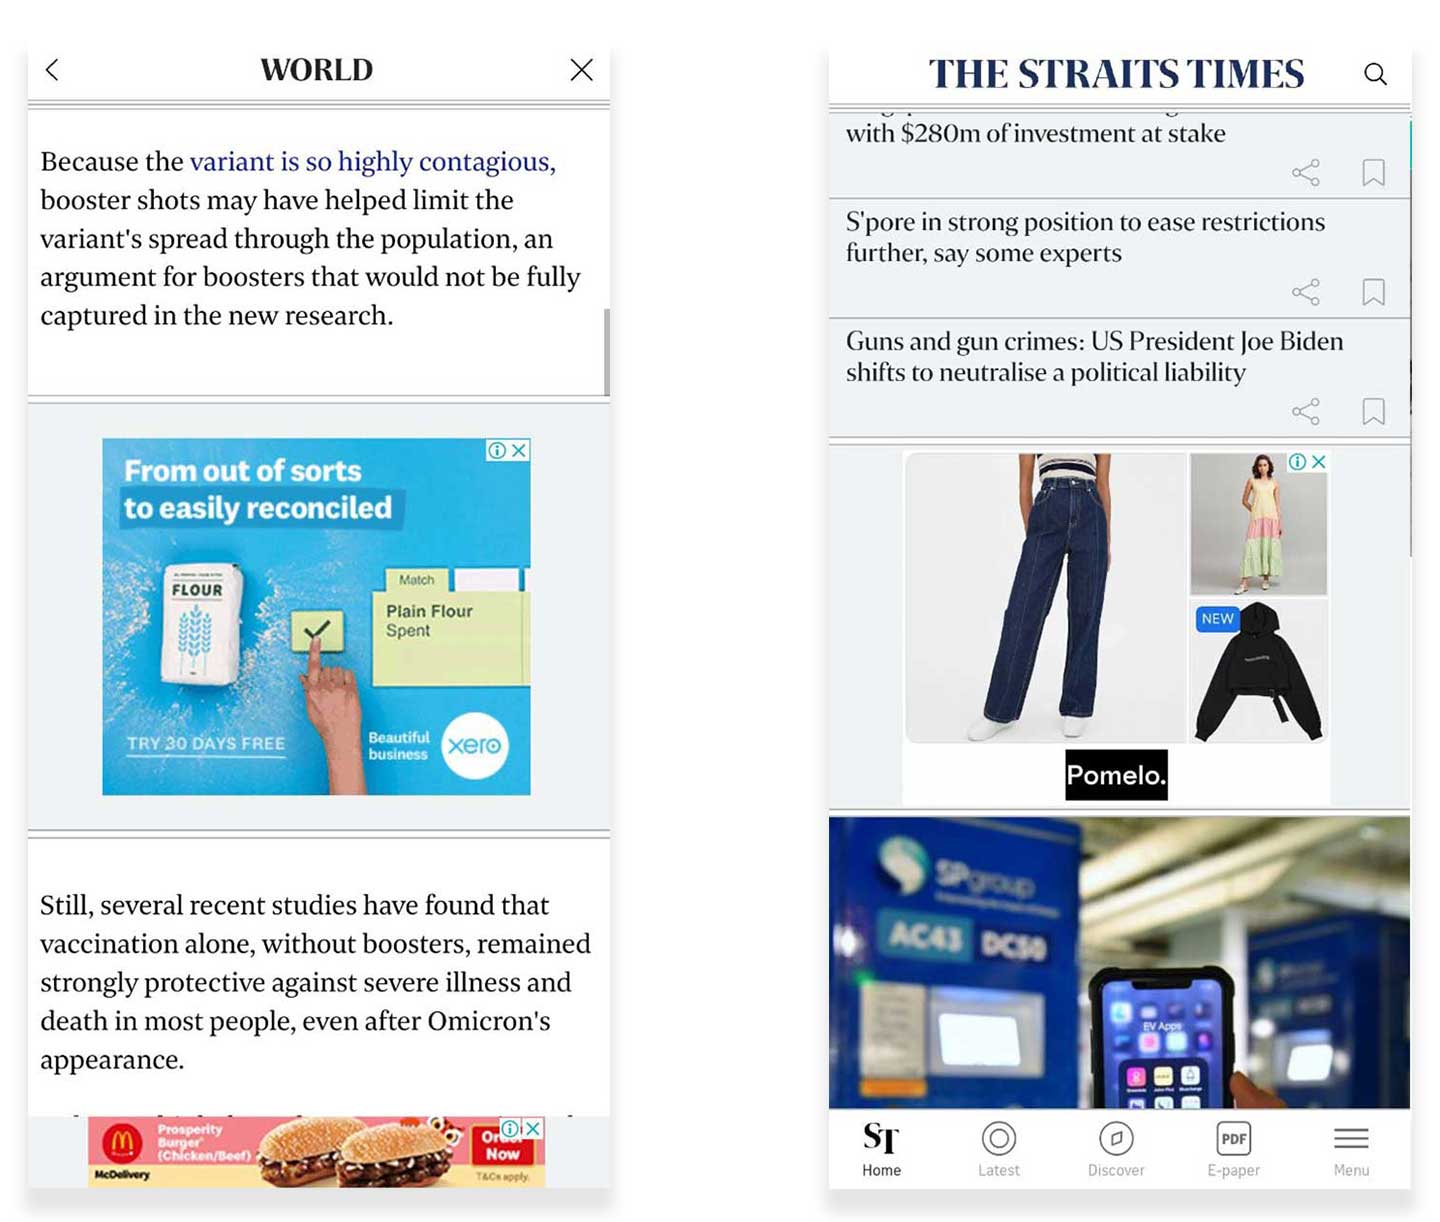 WORLD
Because the variant is so highly contagious,
booster shots may have helped limit the
variant's spread through the population, an
argument for boosters that would not be fully
captured in the new research.
From out of sorts
to easily reconciled
FLOUR
Match
Plain Flour
Spent
TRY 30 DAYS FREE
Beautiful
business
xero
Still, several recent studies have found that
vaccination alone, without boosters, remained
strongly protective against severe illness and
death in most people, even after Omicron's
appearance.
Prosperity
Burger
(Chicken/Beef)
McDelivery
Order
Now
T&Cs apply.
THE STRAITS TIMES
with $280m of investment at stake
S'pore in strong position to ease restrictions
further, say some experts
Guns and gun crimes: US President Joe Biden
shifts to neutralise a political liability
NEW
Pomelo.
SPgroup
AC43 DC50
EV Apps
ST
PDF
Home
Latest
Discover
E-paper
Menu